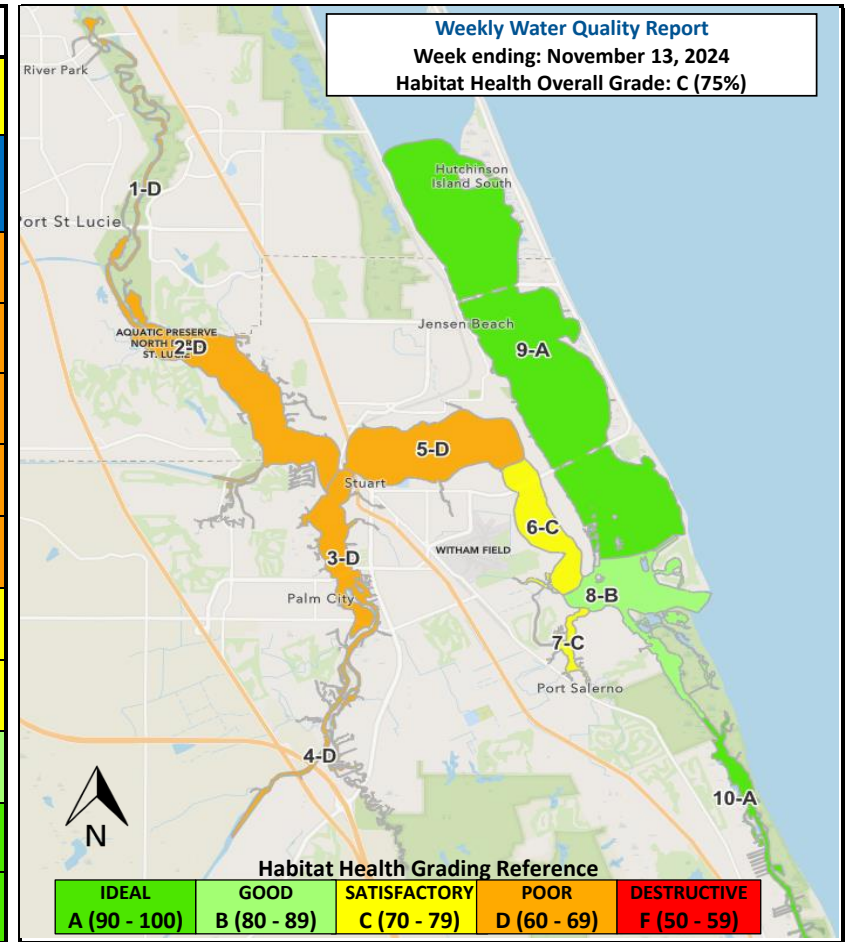 Weekly Water Quality Report
Week ending: November 13, 2024
Habitat Health Overall Grade: C (75%)
River Park
Hutchinson
Island South
1-D
Port St Lucie
Jensen Beach
AQUATIC PRESERVE
NORTH
ST.
2-D
9-A
5-D
Stuart
6-C
WITHAM FIELD
3-D
Palm City
8-B
7-C
Port Salerno
4-D
10-A
N
Habitat Health Grading Reference
IDEAL GOOD SATISFACTORY POOR DESTRUCTIVE
A (90 - 100) B (80 - 89) C (70 - 79) D (60 - 69) F (50 - 59)